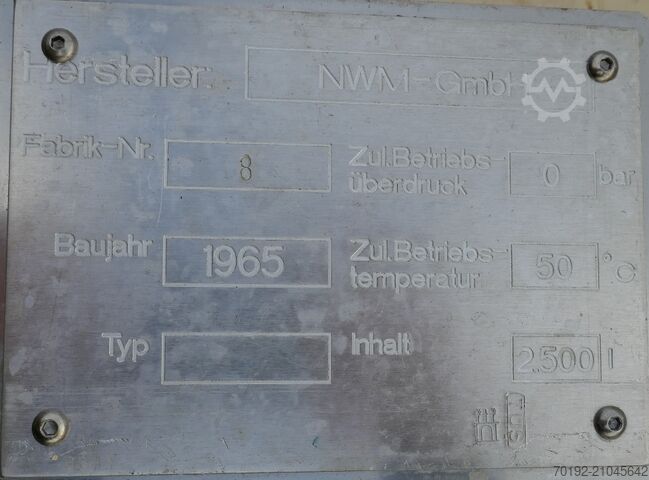 Hersteller: NWM-GmbH
Fabrik-Nr. 8 Zul.Betriebs-
überdruck 0 bar
Baujahr 1965 Zul.Betriebs-
temperatur 50 °C
Typ Inhalt 2.500 l
70192-21045642